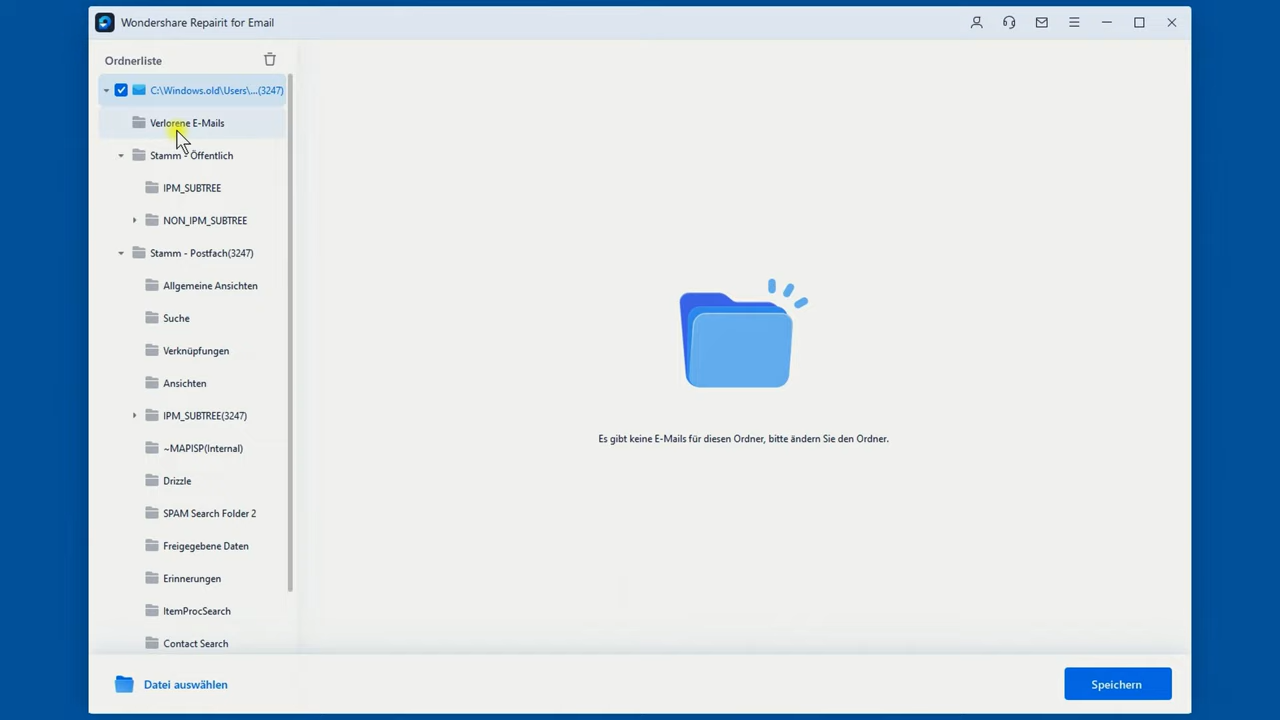 Wondershare Repairit for Email
Ordnerliste
C:\Windows.old\Users\...(3247)
Verlorene E-Mails
Stamm - Öffentlich
IPM_SUBTREE
NON_IPM_SUBTREE
Stamm - Postfach(3247)
Allgemeine Ansichten
Suche
Verknüpfungen
Ansichten
IPM_SUBTREE(3247)
~MAPISP(Internal)
Drizzle
SPAM Search Folder 2
Freigegebene Daten
Erinnerungen
ItemProcSearch
Contact Search
Es gibt keine E-Mails für diesen Ordner, bitte ändern Sie den Ordner.
Datei auswählen
Speichern